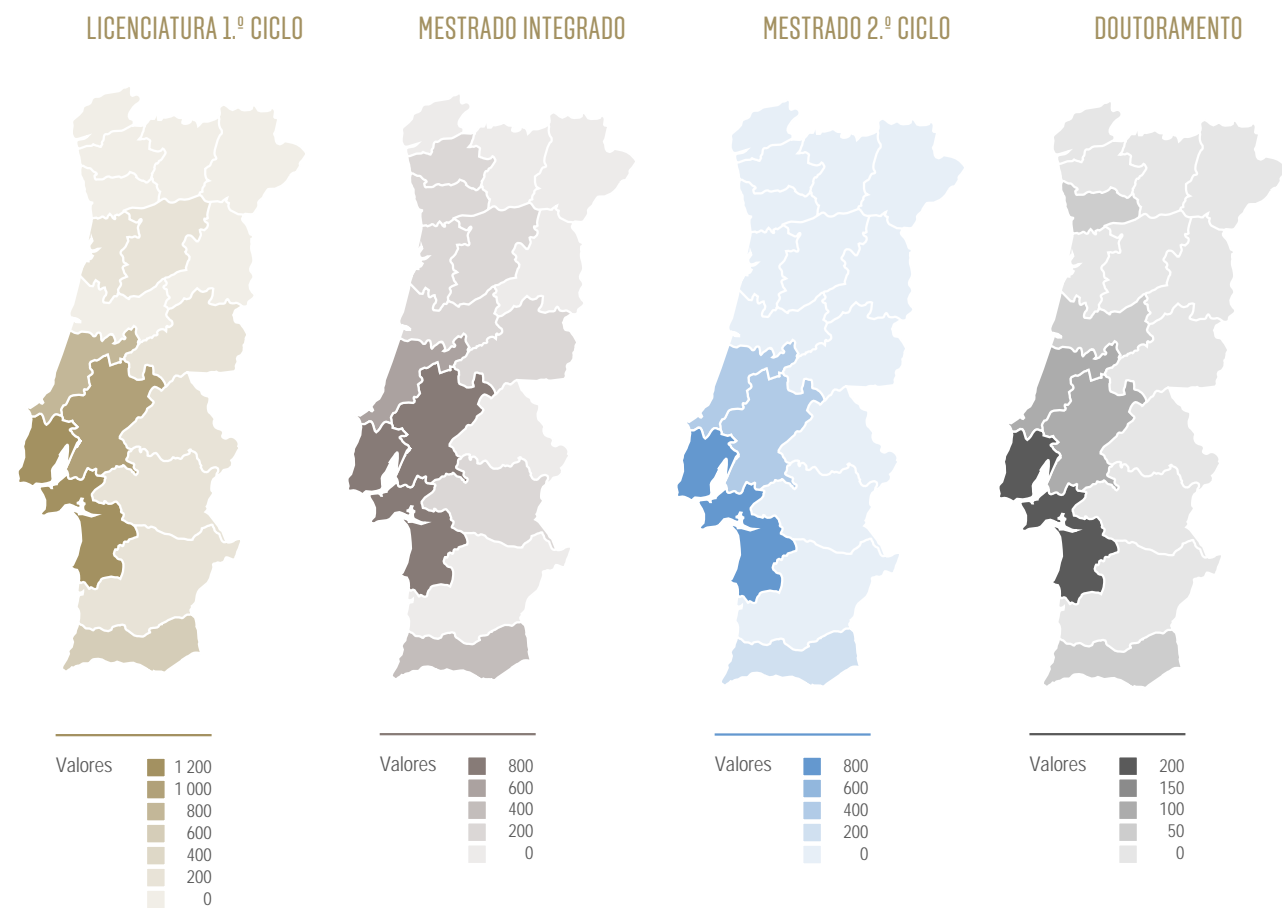 LICENCIATURA 1.º CICLO
MESTRADO INTEGRADO
MESTRADO 2.º CICLO
DOUTORAMENTO
Valores
1 200
1 000
800
600
400
200
0
Valores
800
600
400
200
0
Valores
800
600
400
200
0
Valores
200
150
100
50
0